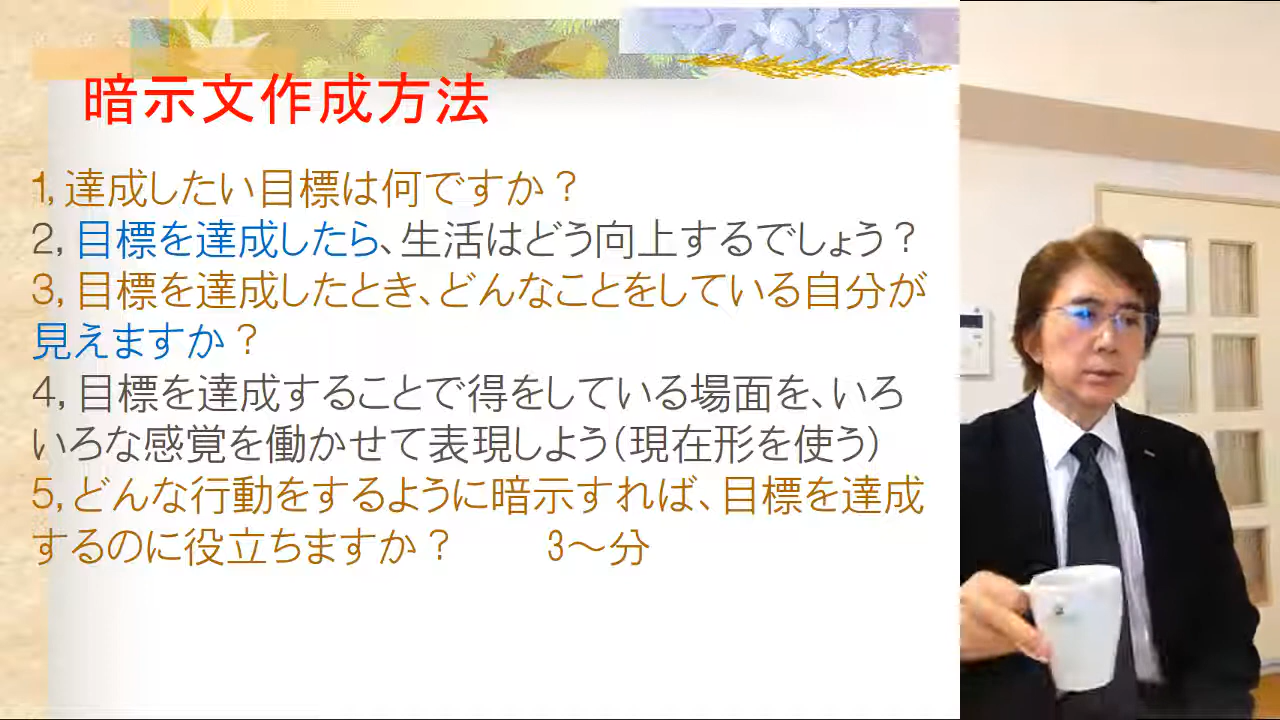 暗示文作成方法
1,達成したい目標は何ですか？
2,目標を達成したら、生活はどう向上するでしょう？
3,目標を達成したとき、どんなことをしている自分が
見えますか？
4,目標を達成することで得をしている場面を、いろ
いろな感覚を働かせて表現しよう(現在形を使う)
5,どんな行動をするように暗示すれば、目標を達成
するのに役立ちますか？　　3～分